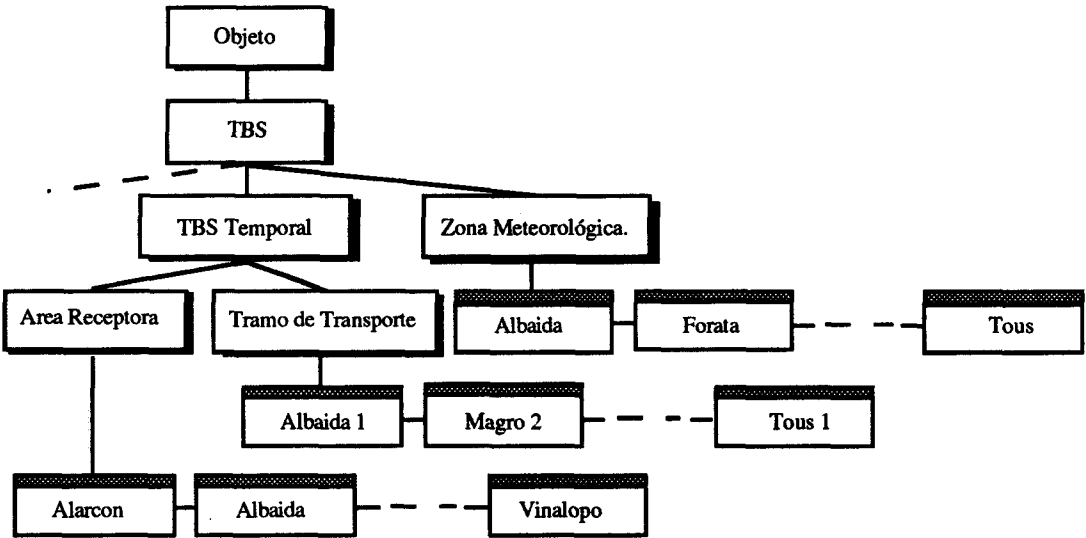 Objeto
TBS
TBS Temporal
Zona Meteorológica.
Area Receptora
Tramo de Transporte
Albaida
Forata
Tous
Albaida 1
Magro 2
Tous 1
Alarcon
Albaida
Vinalopo